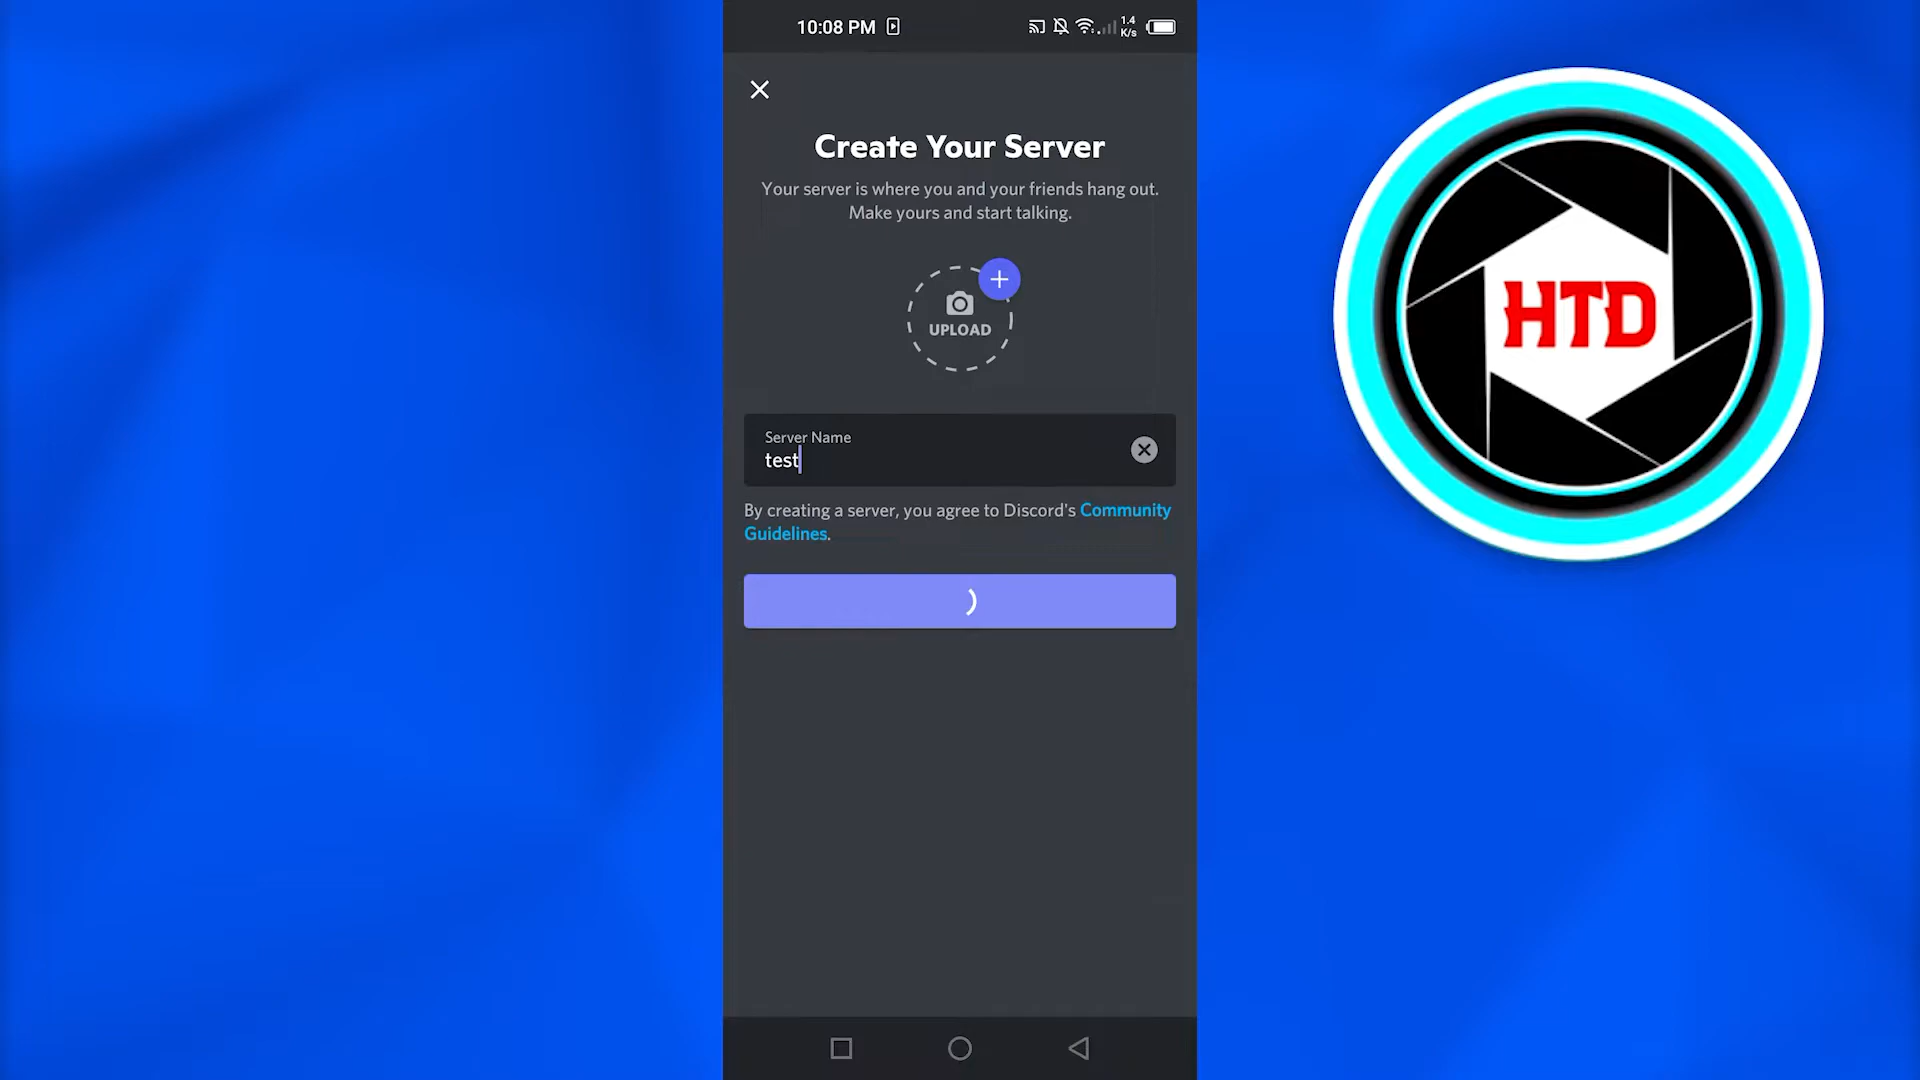 10:08 PM
1.4
K/s
Create Your Server
Your server is where you and your friends hang out.
Make yours and start talking.
UPLOAD
Server Name
test
By creating a server, you agree to Discord's Community
Guidelines.
HTD